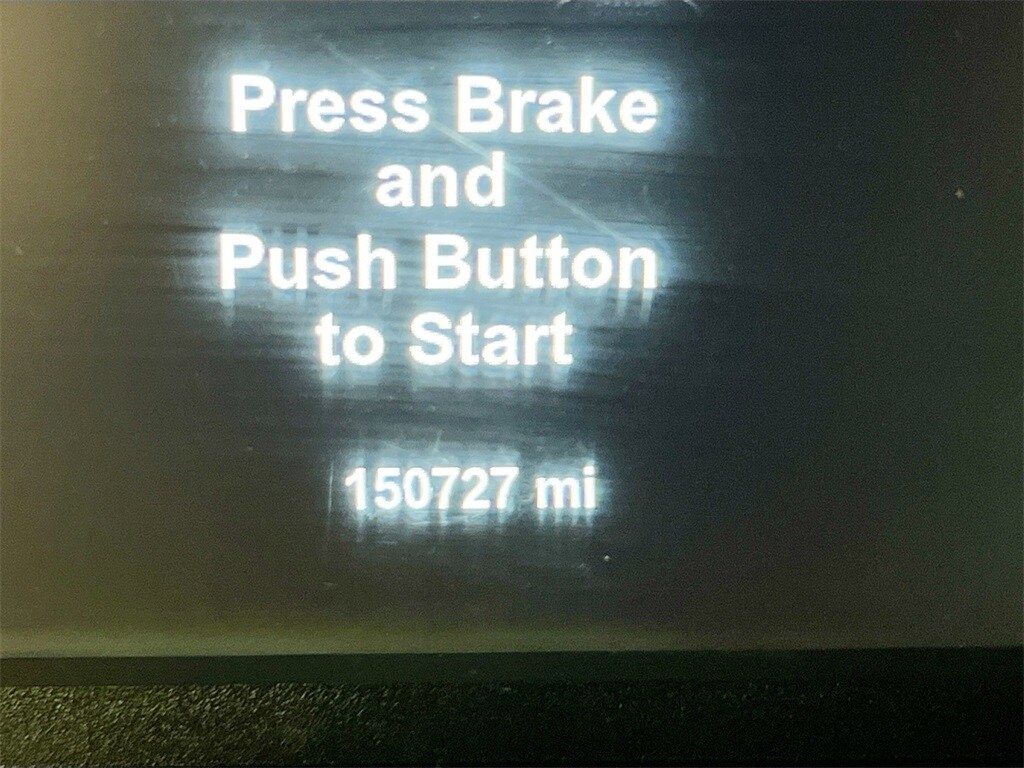 Press Brake
and
Push Button
to Start
150727 mi